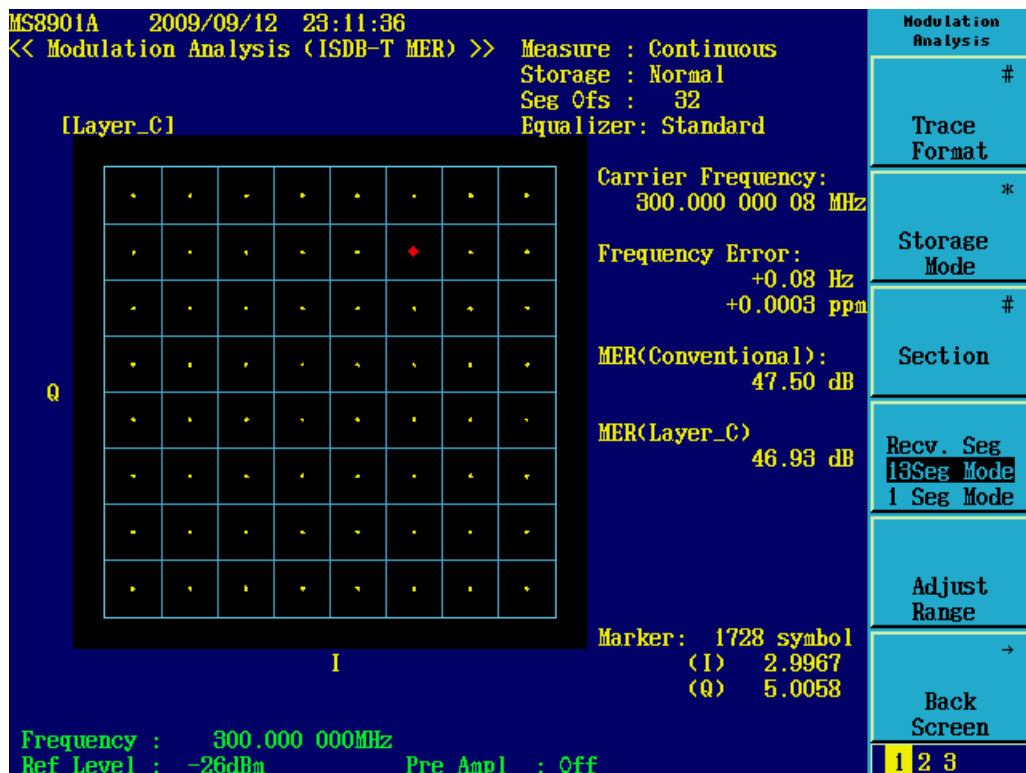 MS8901A 2009/09/12 23:11:36
<< Modulation Analysis (ISDB-T MER) >>
Measure : Continuous
Storage : Normal
Seg Ofs : 32
Equalizer: Standard
[Layer_C]
Q
I
Carrier Frequency:
300.000 000 08 MHz
Frequency Error:
+0.08 Hz
+0.0003 ppm
MER(Conventional):
47.50 dB
MER(Layer_C)
46.93 dB
Marker: 1728 symbol
(I) 2.9967
(Q) 5.0058
Frequency : 300.000 000MHz
Ref Level : -26dBm Pre Ampl : Off
Modulation
Analysis
#
Trace
Format
*
Storage
Mode
#
Section
Recv. Seg
13Seg Mode
1 Seg Mode
Adjust
Range
→
Back
Screen
1 2 3